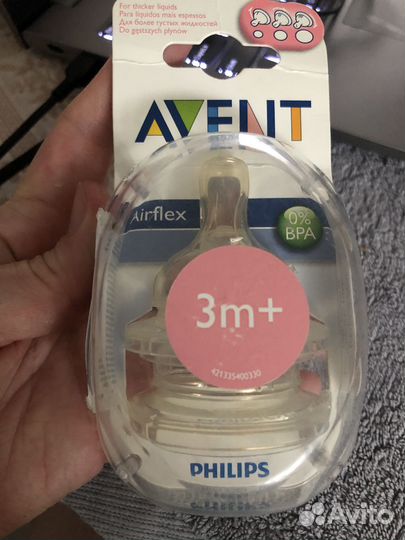 For thicker liquids
Para líquidos mais espessos
Для более густых жидкостей
Do gęstszych płynów
AVENT
Airflex
0%
BPA
3m+
421335400330
PHILIPS
Avito